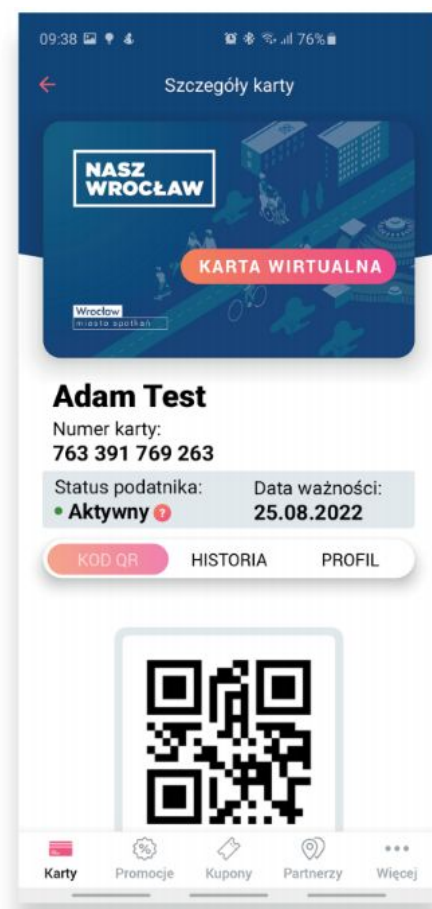 09:38 76%
Szczegóły karty
NASZ
WROCŁAW
KARTA WIRTUALNA
Wrocław
miasto spotkań
Adam Test
Numer karty:
763 391 769 263
Status podatnika: Data ważności:
• Aktywny ? 25.08.2022
KOD QR HISTORIA PROFIL
Karty Promocje Kupony Partnerzy Więcej